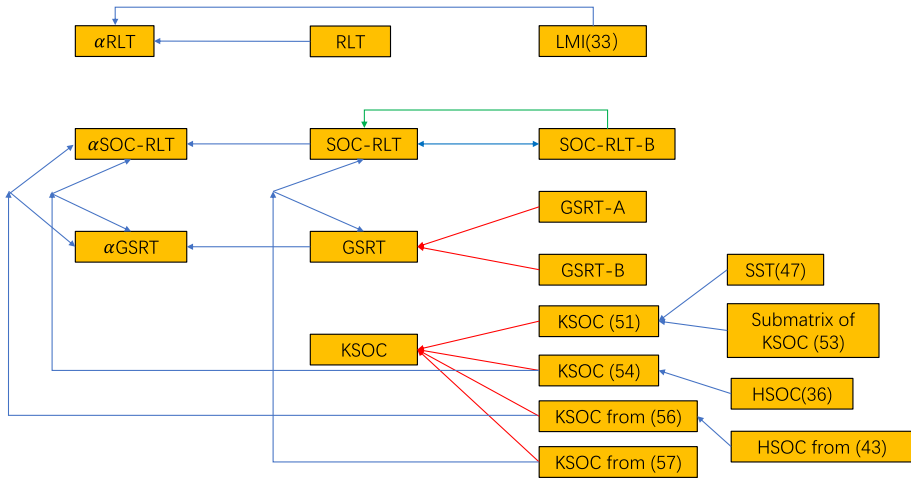 αRLT
RLT
LMI(33)
αSOC-RLT
SOC-RLT
SOC-RLT-B
GSRT-A
αGSRT
GSRT
GSRT-B
SST(47)
KSOC (51)
Submatrix of
KSOC (53)
KSOC
KSOC (54)
HSOC(36)
KSOC from (56)
HSOC from (43)
KSOC from (57)